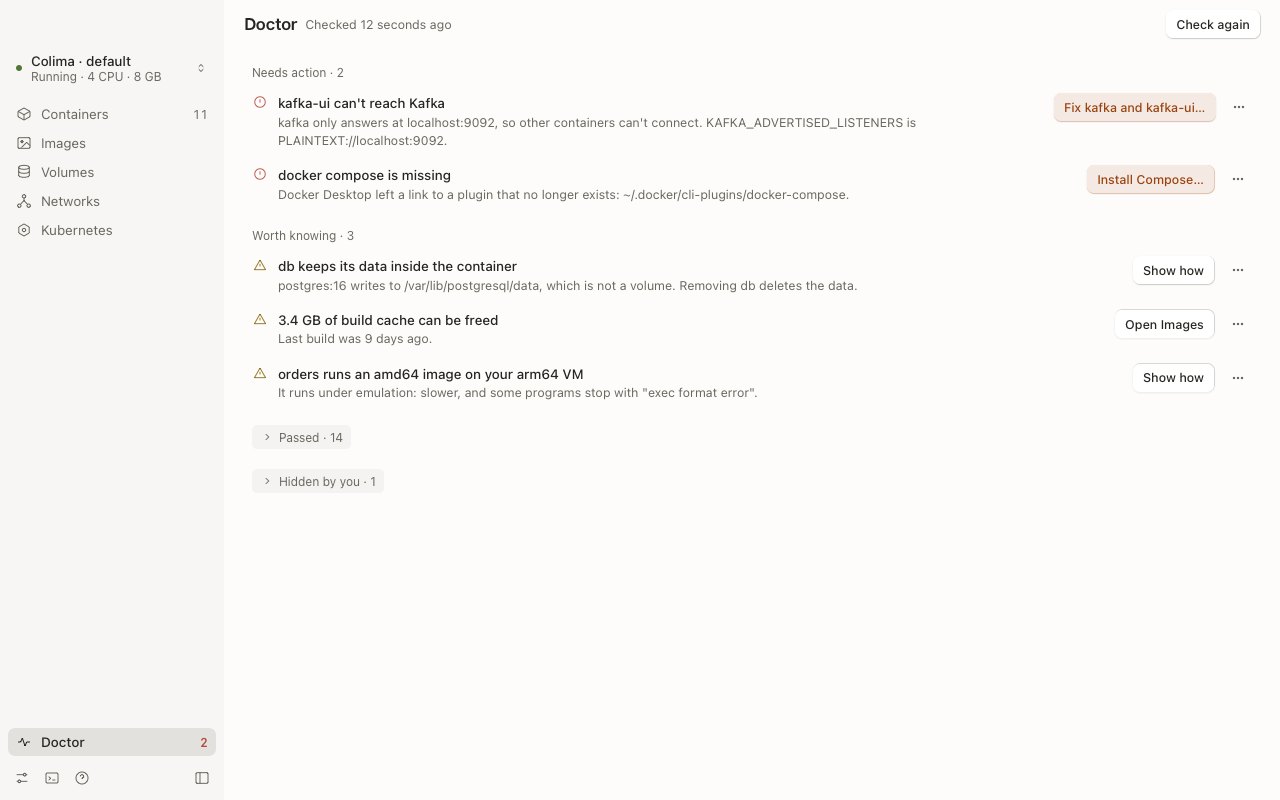 Doctor Checked 12 seconds ago
Check again
Colima · default
Running · 4 CPU · 8 GB
Containers 11
Images
Volumes
Networks
Kubernetes
Needs action · 2
kafka-ui can't reach Kafka
kafka only answers at localhost:9092, so other containers can't connect. KAFKA_ADVERTISED_LISTENERS is
PLAINTEXT://localhost:9092.
Fix kafka and kafka-ui...
docker compose is missing
Docker Desktop left a link to a plugin that no longer exists: ~/.docker/cli-plugins/docker-compose.
Install Compose...
Worth knowing · 3
db keeps its data inside the container
postgres:16 writes to /var/lib/postgresql/data, which is not a volume. Removing db deletes the data.
Show how
3.4 GB of build cache can be freed
Last build was 9 days ago.
Open Images
orders runs an amd64 image on your arm64 VM
It runs under emulation: slower, and some programs stop with "exec format error".
Show how
Passed · 14
Hidden by you · 1
Doctor 2